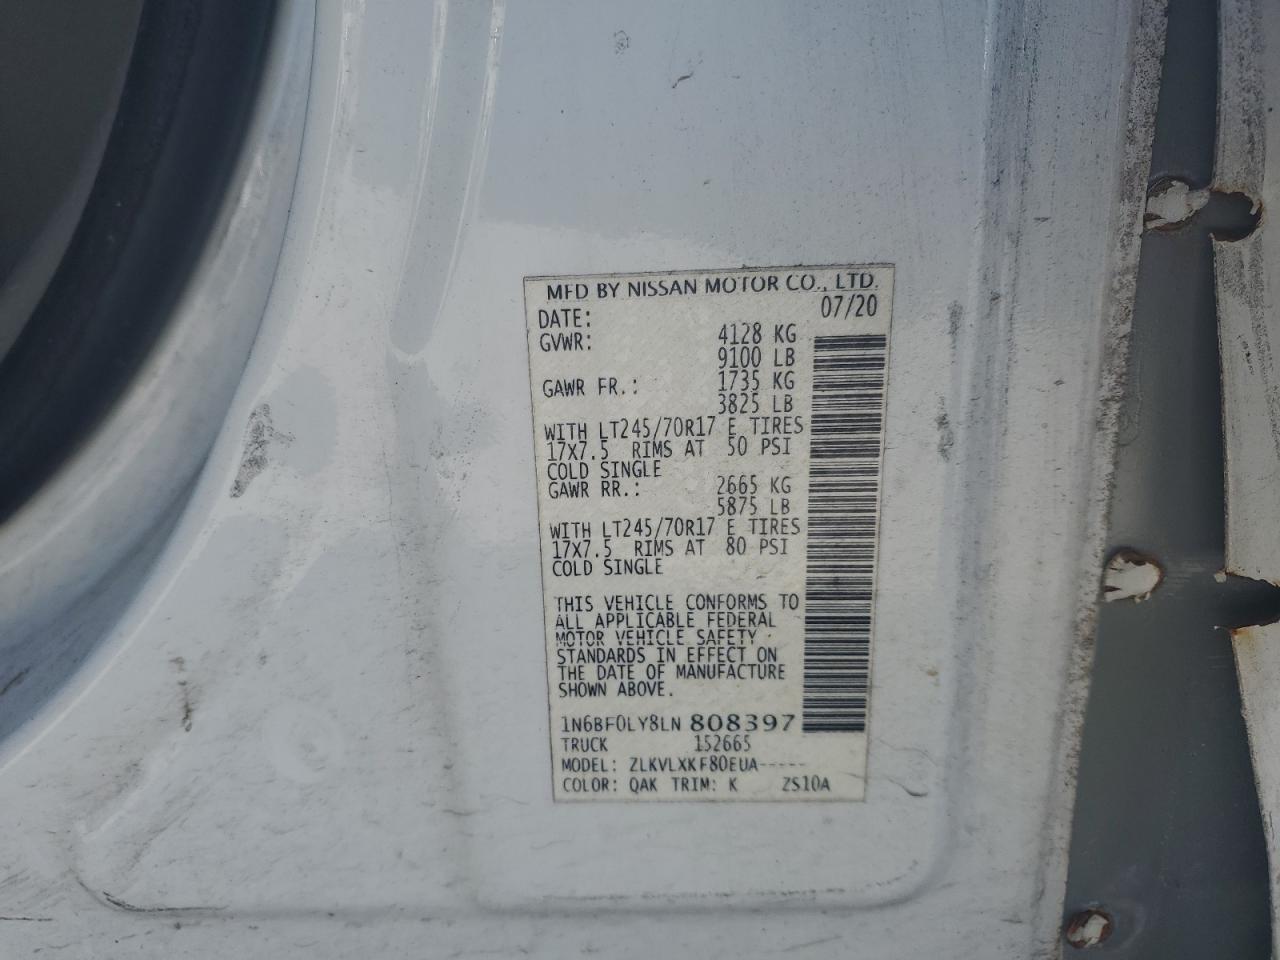 MFD BY NISSAN MOTOR CO., LTD.
DATE: 07/20
GVWR: 4128 KG
9100 LB
GAWR FR.: 1735 KG
3825 LB
WITH LT245/70R17 E TIRES
17X7.5 RIMS AT 50 PSI
COLD SINGLE
GAWR RR.: 2665 KG
5875 LB
WITH LT245/70R17 E TIRES
17X7.5 RIMS AT 80 PSI
COLD SINGLE
THIS VEHICLE CONFORMS TO
ALL APPLICABLE FEDERAL
MOTOR VEHICLE SAFETY
STANDARDS IN EFFECT ON
THE DATE OF MANUFACTURE
SHOWN ABOVE.
1N6BF0LY8LN 808397
TRUCK 152665
MODEL: ZLKVLXKF80EUA-----
COLOR: QAK TRIM: K ZS10A